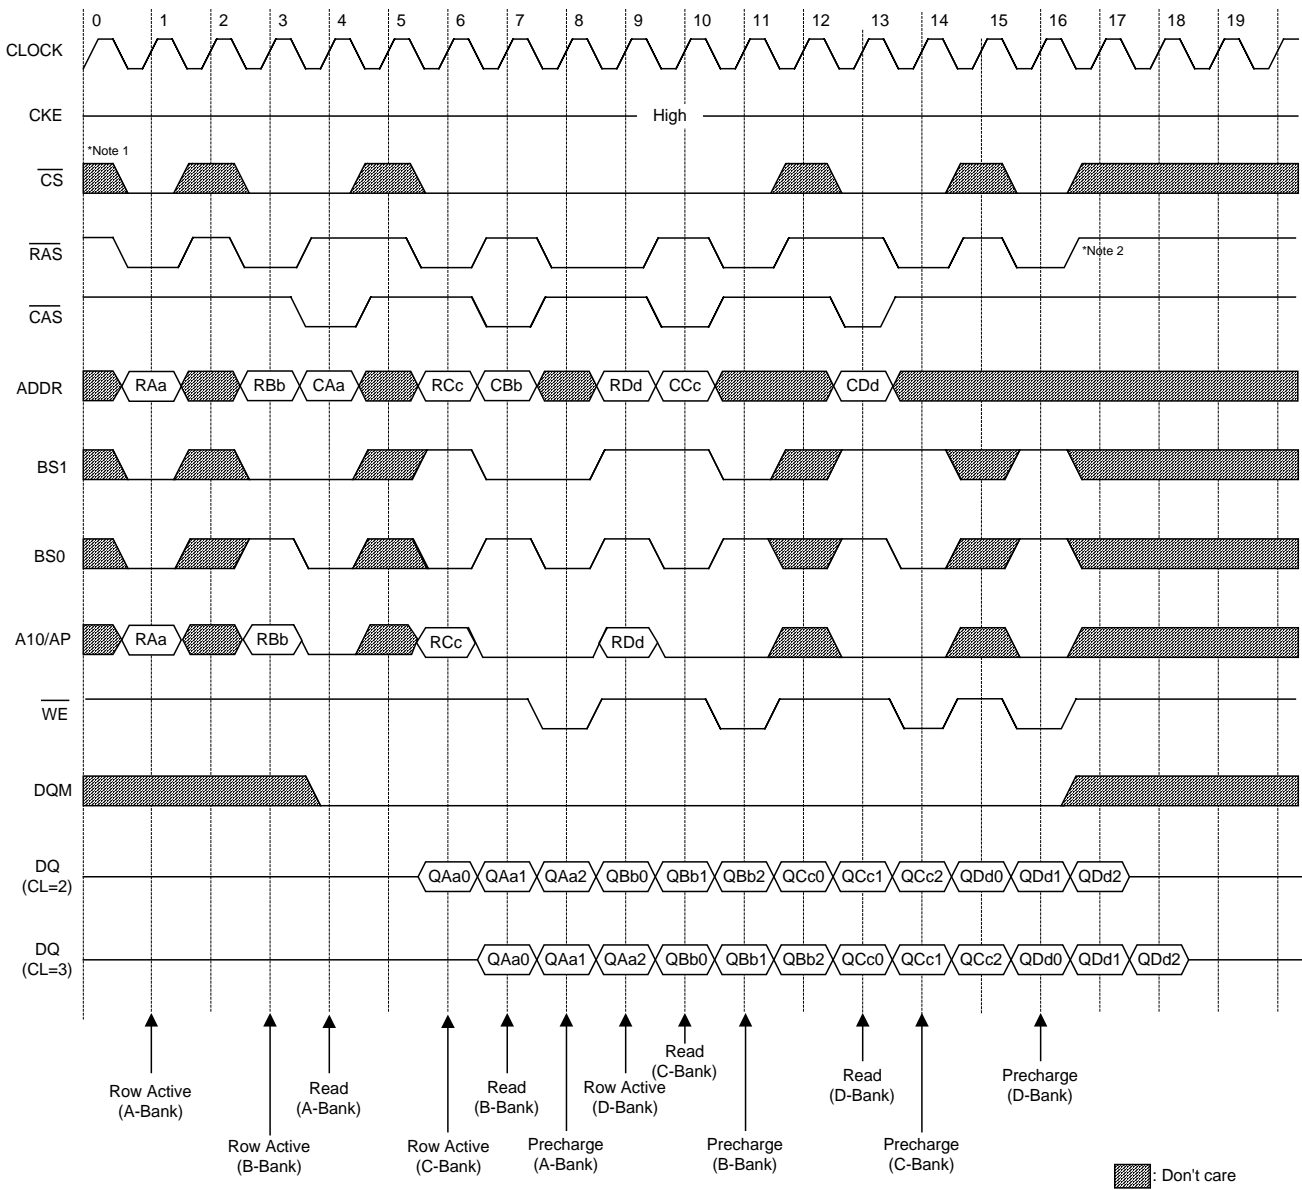 0 1 2 3 4 5 6 7 8 9 10 11 12 13 14 15 16 17 18 19
CLOCK
CKE High
*Note 1
CS
RAS *Note 2
CAS
ADDR RAa RBb CAa RCc CBb RDd CCc CDd
BS1
BS0
A10/AP RAa RBb RCc RDd
WE
DQM
DQ
(CL=2) QAa0 QAa1 QAa2 QBb0 QBb1 QBb2 QCc0 QCc1 QCc2 QDd0 QDd1 QDd2
DQ
(CL=3) QAa0 QAa1 QAa2 QBb0 QBb1 QBb2 QCc0 QCc1 QCc2 QDd0 QDd1 QDd2
Row Active
(A-Bank)
Row Active
(B-Bank)
Read
(A-Bank)
Row Active
(C-Bank)
Read
(B-Bank)
Precharge
(A-Bank)
Row Active
(D-Bank)
Read
(C-Bank)
Precharge
(B-Bank)
Read
(D-Bank)
Precharge
(C-Bank)
Precharge
(D-Bank)
: Don't care